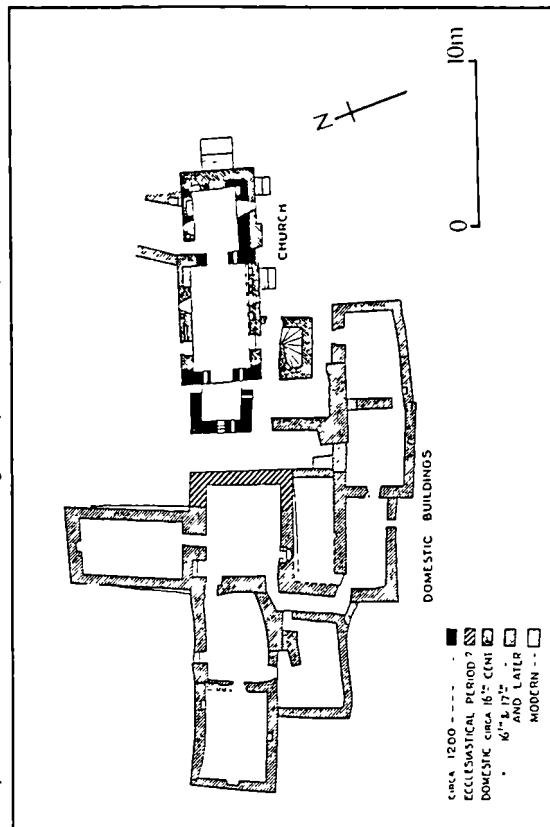 10m
0
N
CHURCH
DOMESTIC BUILDINGS
CIRCA 1200 - - - - -
ECCLESIASTICAL PERIOD?
DOMESTIC CIRCA 16TH CENT
" 16TH & 17TH -
AND LATER
MODERN - -